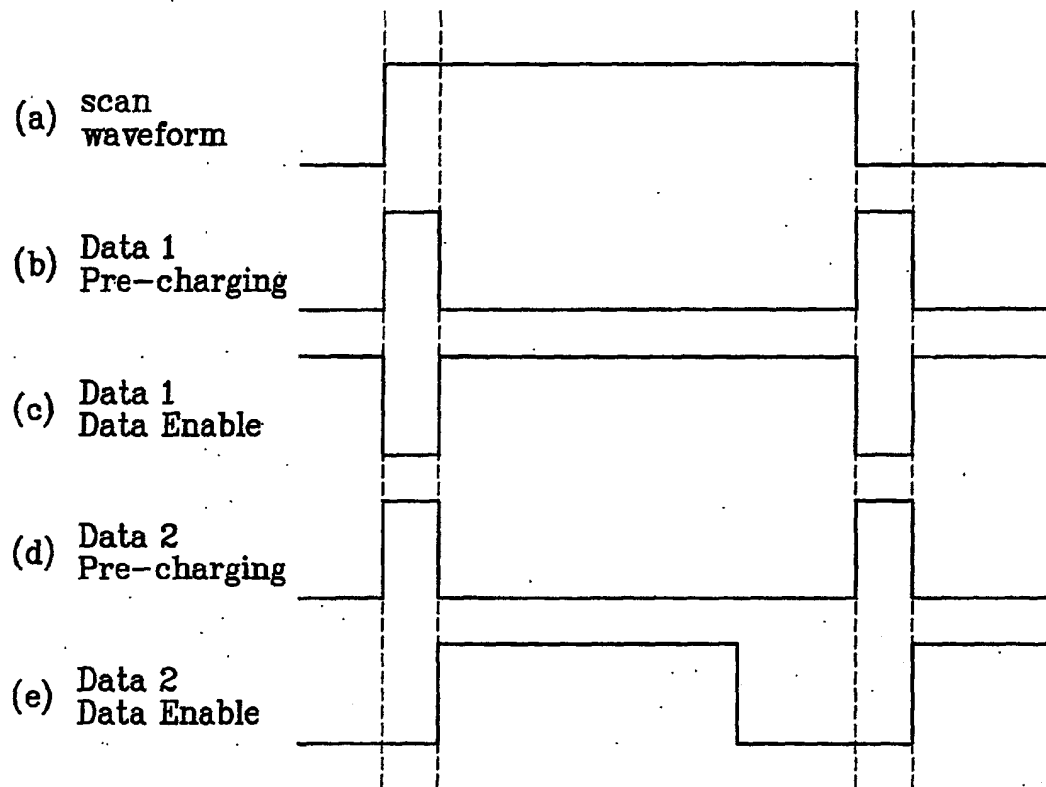 (a) scan
waveform
(b) Data 1
Pre-charging
(c) Data 1
Data Enable
(d) Data 2
Pre-charging
(e) Data 2
Data Enable